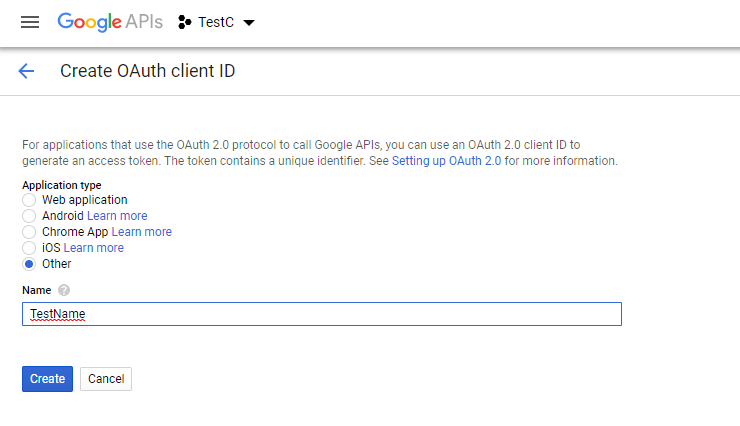 Google APIs TestC
Create OAuth client ID
For applications that use the OAuth 2.0 protocol to call Google APIs, you can use an OAuth 2.0 client ID to
generate an access token. The token contains a unique identifier. See Setting up OAuth 2.0 for more information.
Application type
Web application
Android Learn more
Chrome App Learn more
iOS Learn more
Other
Name ?
TestName
Create Cancel